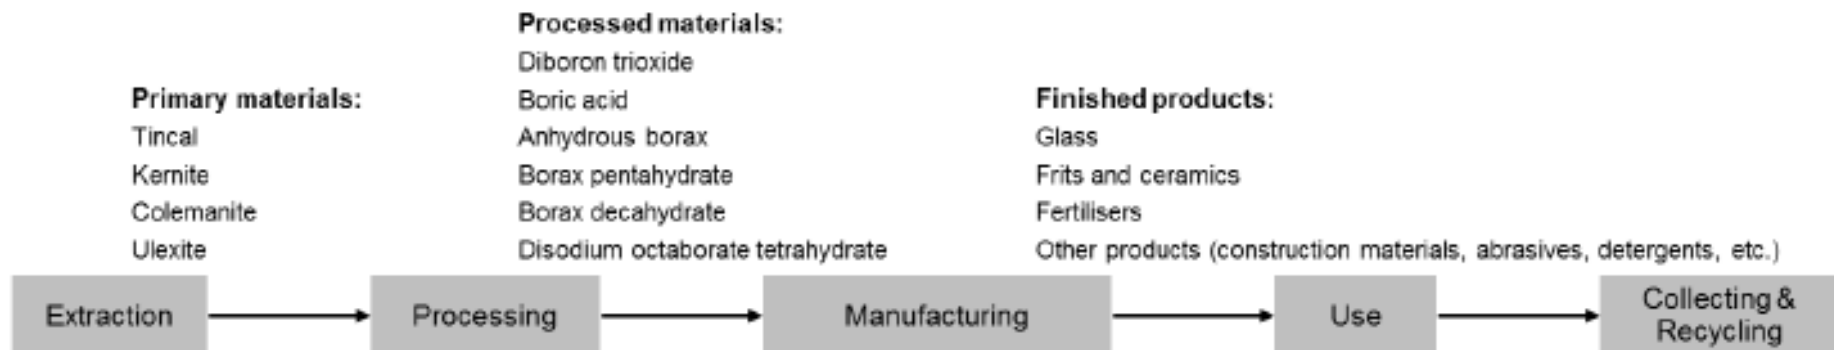 Primary materials:
Tincal
Kernite
Colemanite
Ulexite
Processed materials:
Diboron trioxide
Boric acid
Anhydrous borax
Borax pentahydrate
Borax decahydrate
Disodium octaborate tetrahydrate
Finished products:
Glass
Frits and ceramics
Fertilisers
Other products (construction materials, abrasives, detergents, etc.)
Extraction
Processing
Manufacturing
Use
Collecting &
Recycling